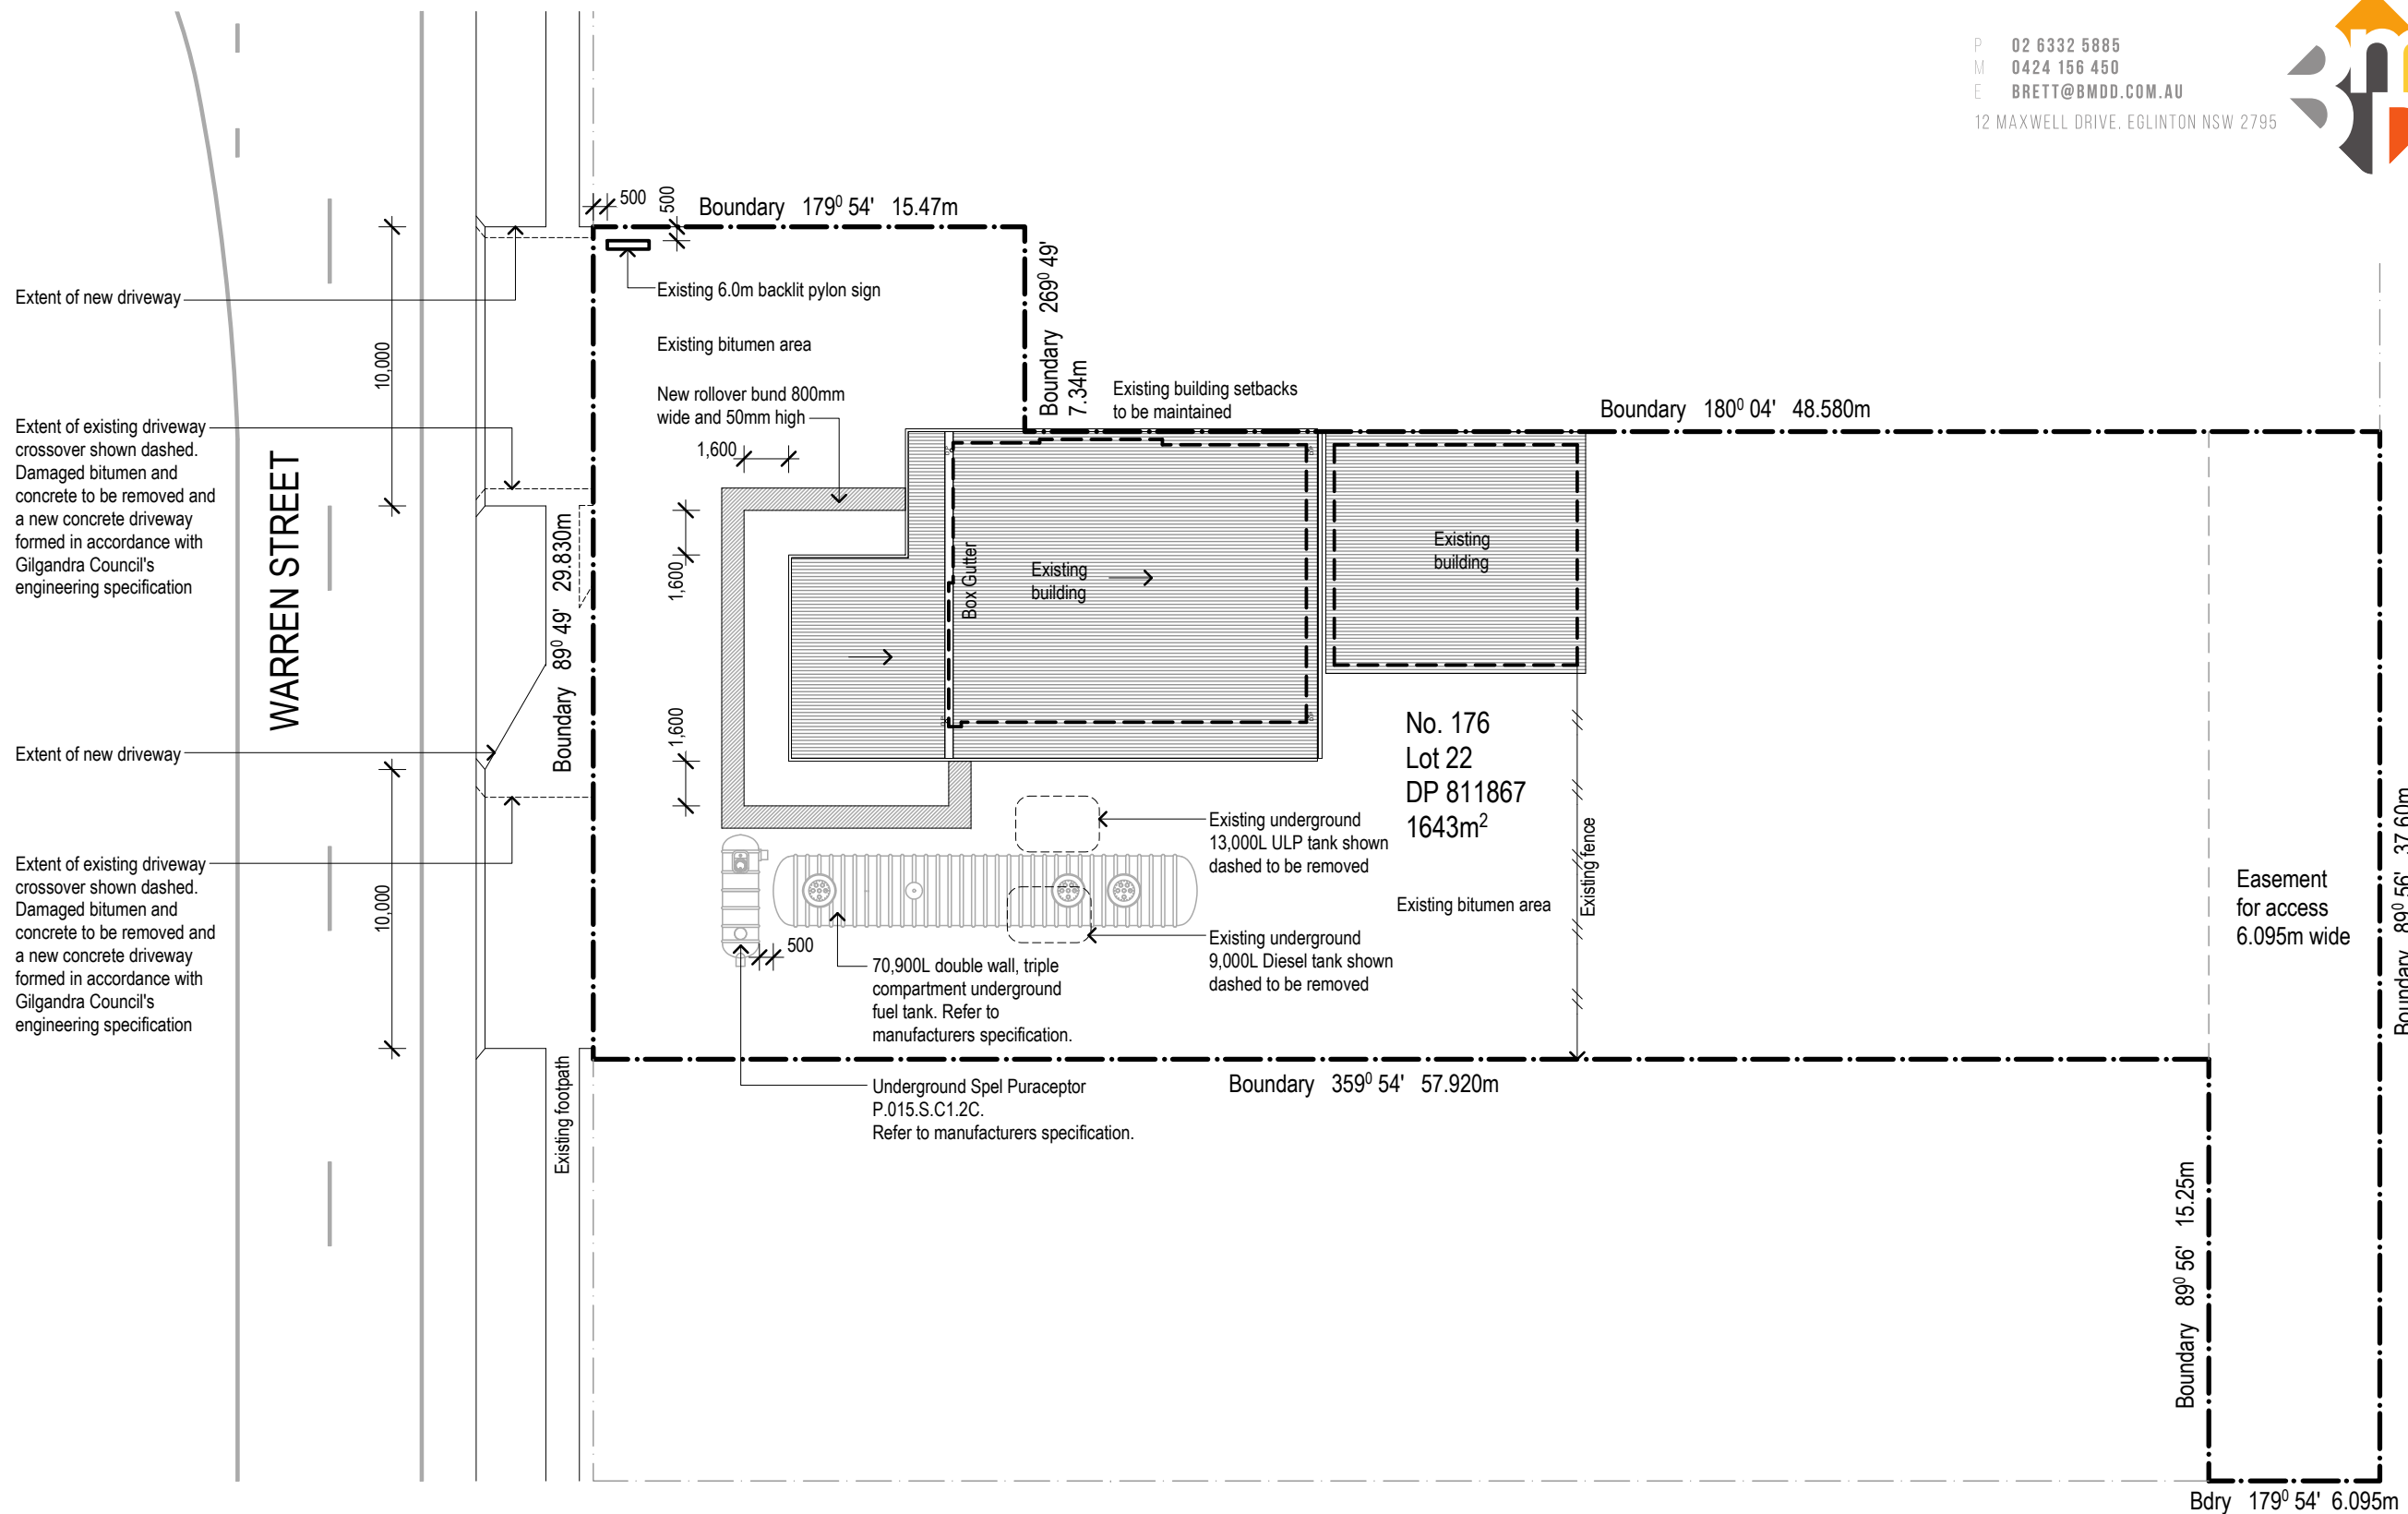 P 02 6332 5885
M 0424 156 450
E BRETT@BMDD.COM.AU
12 MAXWELL DRIVE. EGLINTON NSW 2795
500
500
Boundary 179⁰ 54' 15.47m
Extent of new driveway
10,000
Existing 6.0m backlit pylon sign
Existing bitumen area
Boundary 269⁰ 49'
7.34m
New rollover bund 800mm
wide and 50mm high
Existing building setbacks
to be maintained
Boundary 180⁰ 04' 48.580m
Extent of existing driveway
crossover shown dashed.
Damaged bitumen and
concrete to be removed and
a new concrete driveway
formed in accordance with
Gilgandra Council's
engineering specification
WARREN STREET
1,600
1,600
Boundary 89⁰ 49' 29.830m
Box Gutter
Existing
building
Existing
building
Extent of new driveway
1,600
No. 176
Lot 22
DP 811867
1643m²
Existing fence
Extent of existing driveway
crossover shown dashed.
Damaged bitumen and
concrete to be removed and
a new concrete driveway
formed in accordance with
Gilgandra Council's
engineering specification
10,000
Existing underground
13,000L ULP tank shown
dashed to be removed
Existing bitumen area
Existing underground
9,000L Diesel tank shown
dashed to be removed
500
70,900L double wall, triple
compartment underground
fuel tank. Refer to
manufacturers specification.
Easement
for access
6.095m wide
Boundary 89⁰ 56' 37.60m
Existing footpath
Underground Spel Puraceptor
P.015.S.C1.2C.
Refer to manufacturers specification.
Boundary 359⁰ 54' 57.920m
Boundary 89⁰ 56' 15.25m
Bdry 179⁰ 54' 6.095m